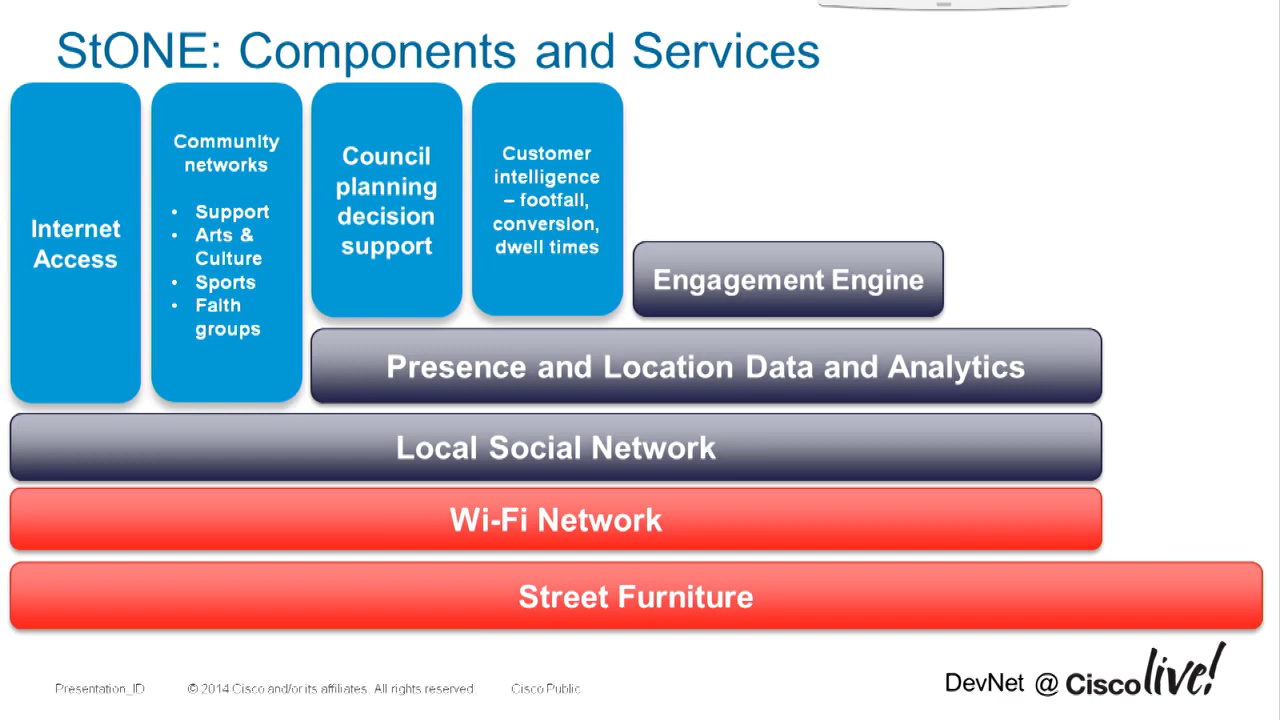 StONE: Components and Services
Internet
Access
Community
networks
• Support
• Arts &
Culture
• Sports
• Faith
groups
Council
planning
decision
support
Customer
intelligence
– footfall,
conversion,
dwell times
Engagement Engine
Presence and Location Data and Analytics
Local Social Network
Wi-Fi Network
Street Furniture
Presentation_ID
© 2014 Cisco and/or its affiliates. All rights reserved.
Cisco Public
DevNet @ Cisco live!